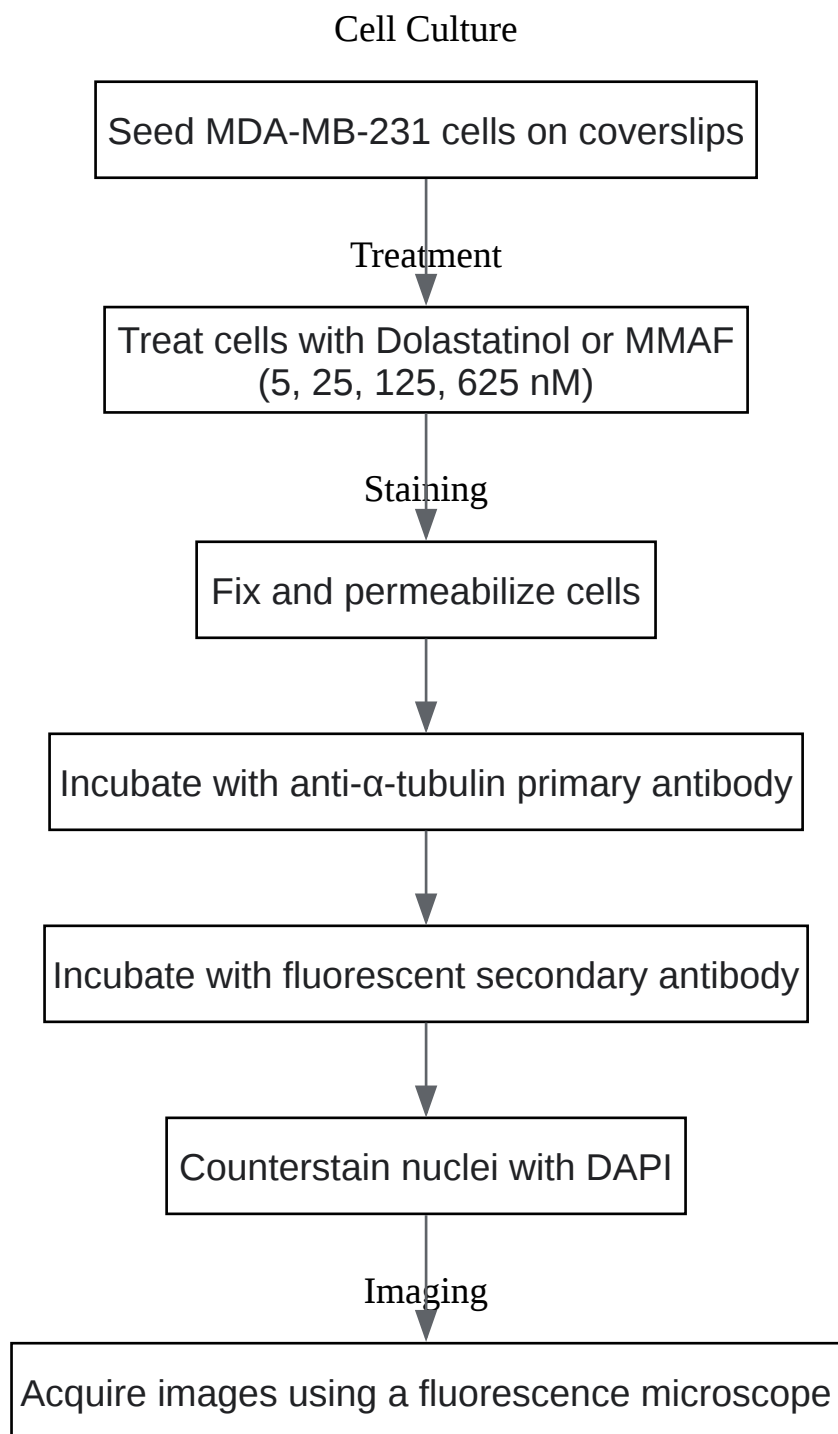 Cell Culture
Seed MDA-MB-231 cells on coverslips
Treatment
Treat cells with Dolastatinol or MMAF
(5, 25, 125, 625 nM)
Staining
Fix and permeabilize cells
Incubate with anti-α-tubulin primary antibody
Incubate with fluorescent secondary antibody
Counterstain nuclei with DAPI
Imaging
Acquire images using a fluorescence microscope